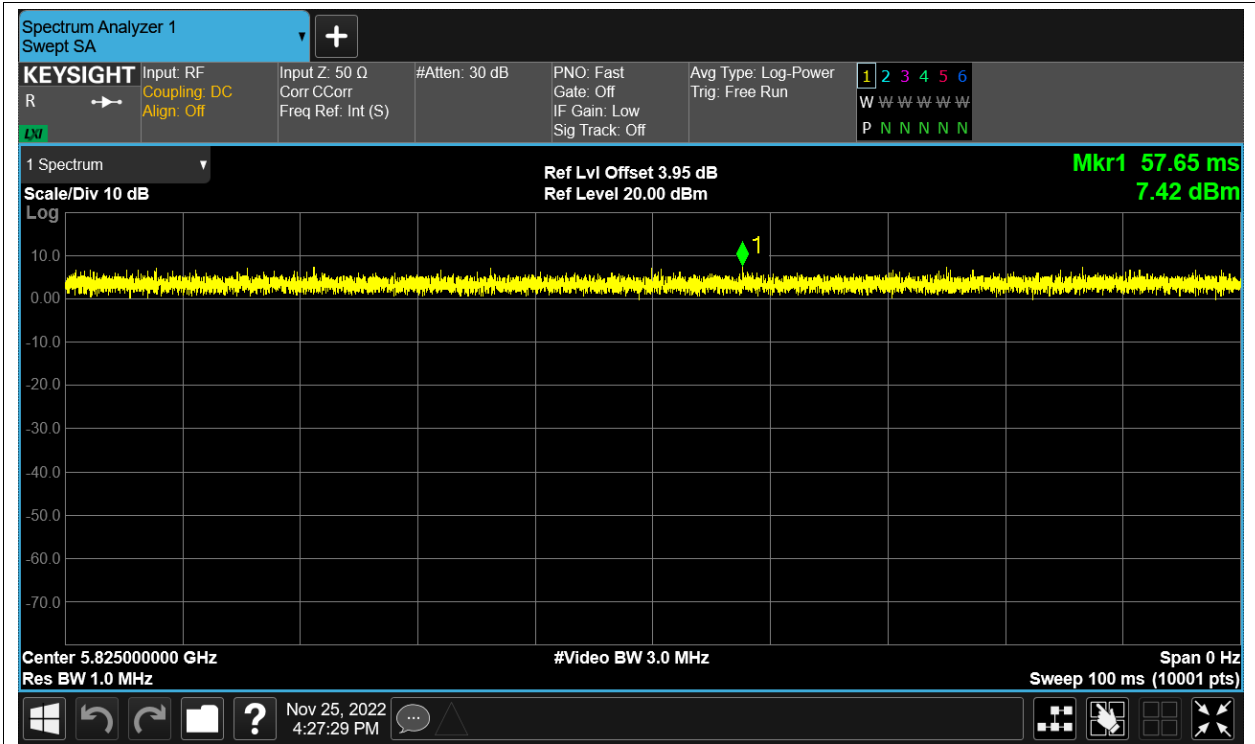 Spectrum Analyzer 1
Swept SA
+
KEYSIGHT
R
LXI
Input: RF
Coupling: DC
Align: Off
Input Z: 50 Ω
Corr CCorr
Freq Ref: Int (S)
#Atten: 30 dB
PNO: Fast
Gate: Off
IF Gain: Low
Sig Track: Off
Avg Type: Log-Power
Trig: Free Run
1 2 3 4 5 6
W W W W W W
P N N N N N
1 Spectrum
Scale/Div 10 dB
Ref Lvl Offset 3.95 dB
Ref Level 20.00 dBm
Mkr1 57.65 ms
7.42 dBm
Log
1
10.0
0.00
-10.0
-20.0
-30.0
-40.0
-50.0
-60.0
-70.0
Center 5.825000000 GHz
#Video BW 3.0 MHz
Span 0 Hz
Res BW 1.0 MHz
Sweep 100 ms (10001 pts)
?
Nov 25, 2022
4:27:29 PM